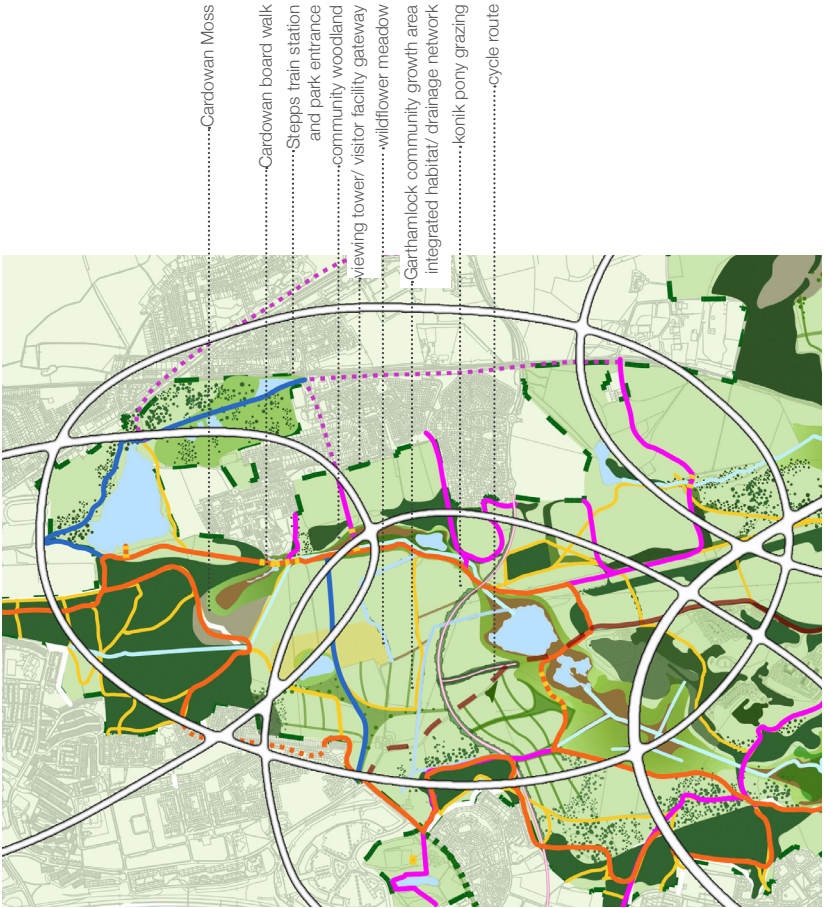 Cardowan Moss
Cardowan board walk
Stepps train station
and park entrance
community woodland
viewing tower/ visitor facility gateway
wildflower meadow
Garthamlock community growth area
integrated habitat/ drainage network
konik pony grazing
cycle route